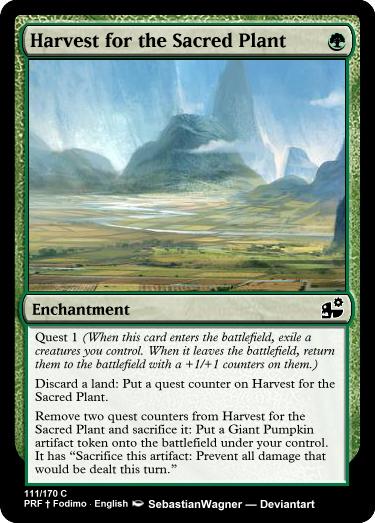 Harvest for the Sacred Plant
Enchantment
Quest 1 (When this card enters the battlefield, exile a
creatures you control. When it leaves the battlefield, return
them to the battlefield with a +1/+1 counters on them.)
Discard a land: Put a quest counter on Harvest for the
Sacred Plant.
Remove two quest counters from Harvest for the
Sacred Plant and sacrifice it: Put a Giant Pumpkin
artifact token onto the battlefield under your control.
It has “Sacrifice this artifact: Prevent all damage that
would be dealt this turn.”
111/170 C
PRF † Fodimo · English SebastianWagner — Deviantart